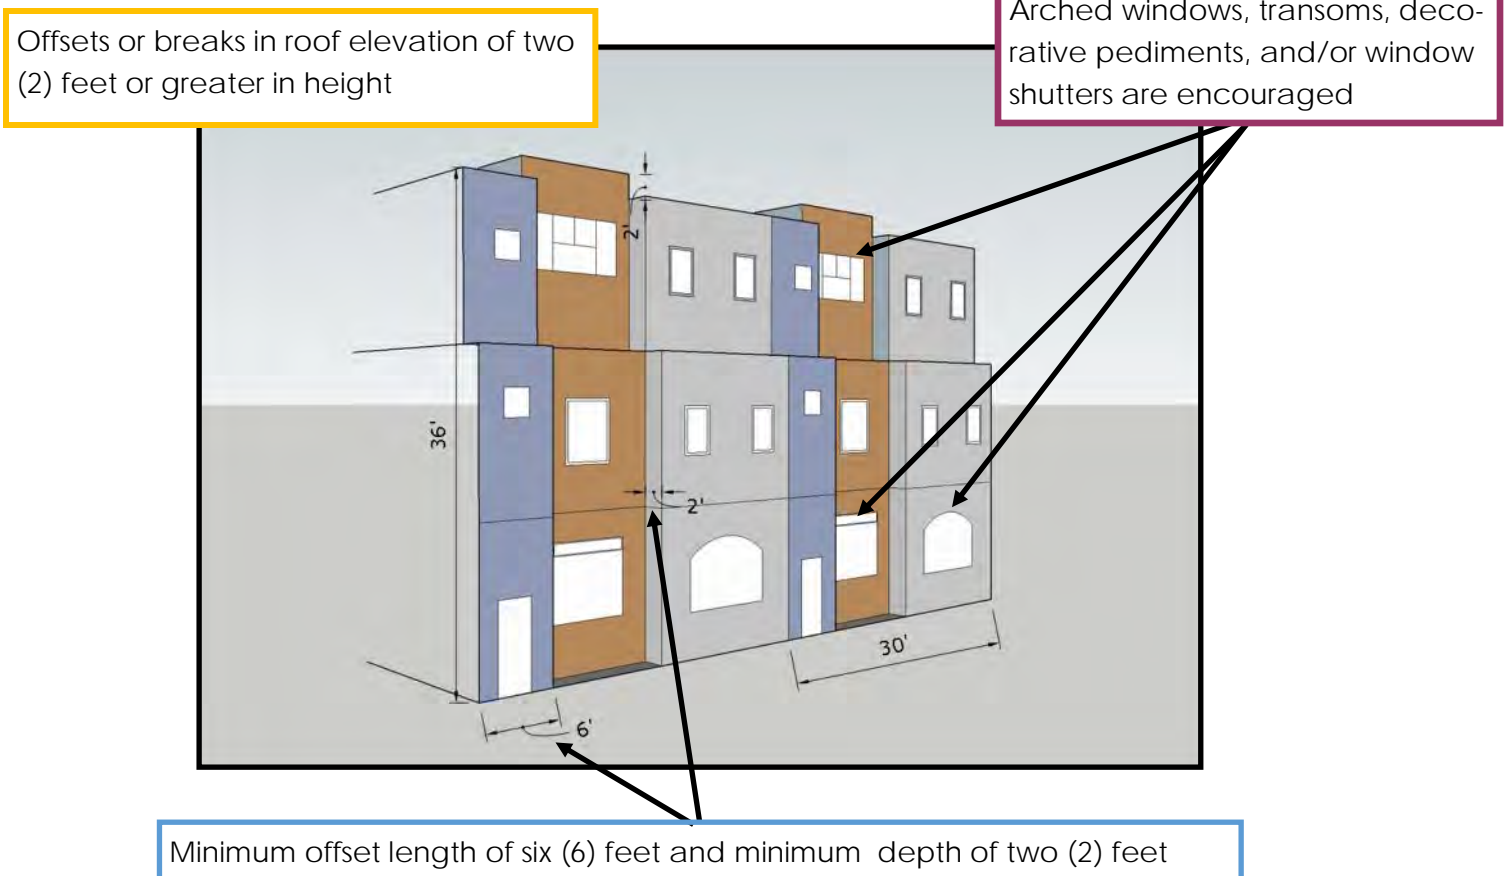 Offsets or breaks in roof elevation of two
(2) feet or greater in height
Arched windows, transoms, deco-
rative pediments, and/or window
shutters are encouraged
2'
36'
2'
30'
6'
Minimum offset length of six (6) feet and minimum depth of two (2) feet